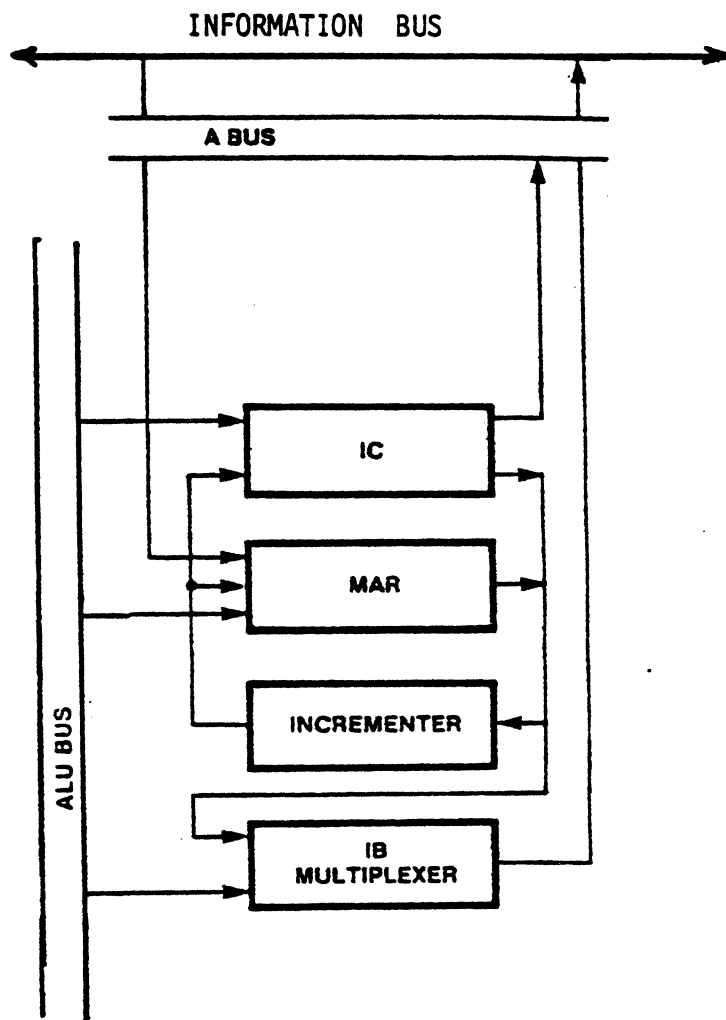 INFORMATION BUS
A BUS
IC
MAR
INCREMENTER
ALU BUS
IB
MULTIPLEXER